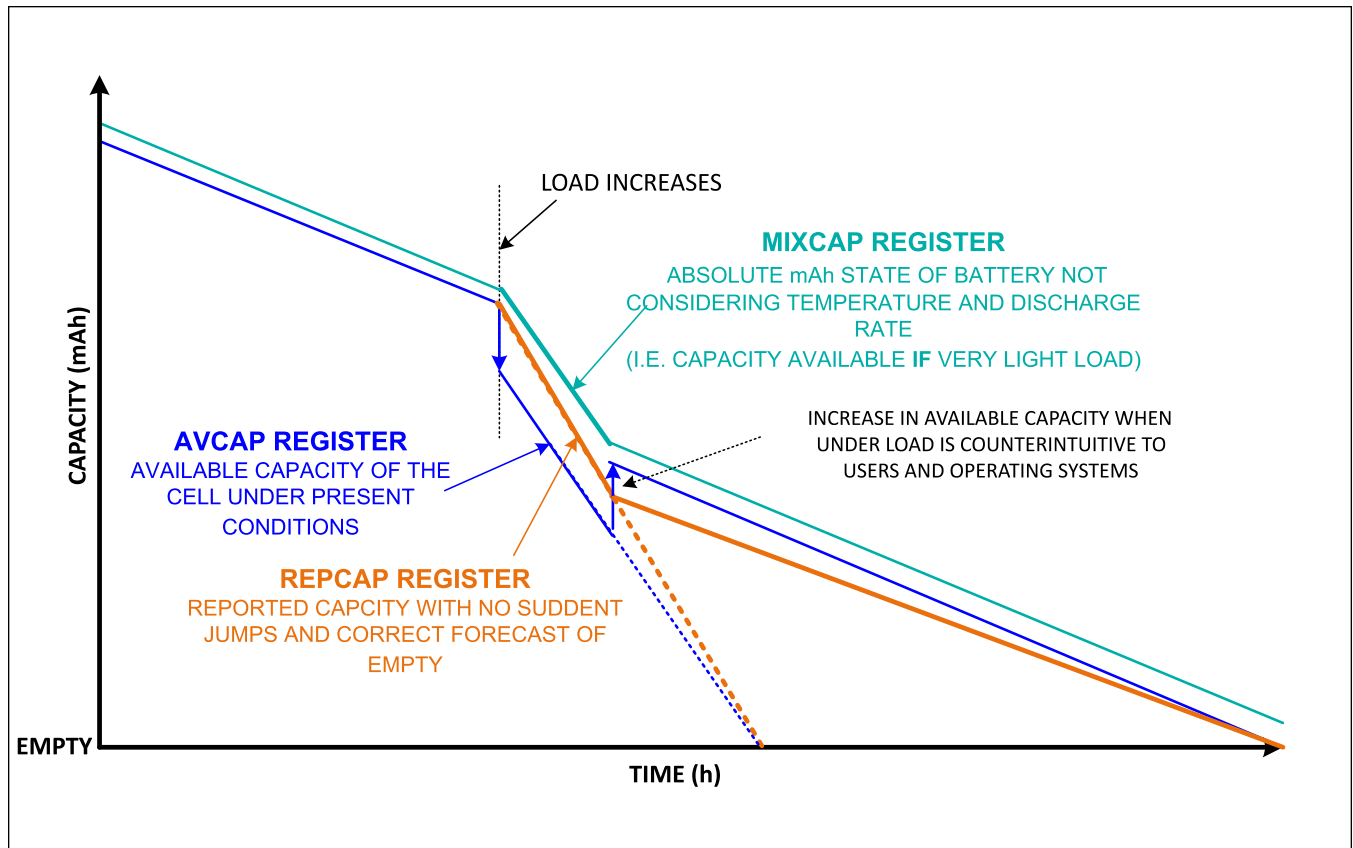 LOAD INCREASES
MIXCAP REGISTER
ABSOLUTE mAh STATE OF BATTERY NOT
CONSIDERING TEMPERATURE AND DISCHARGE
RATE
(I.E. CAPACITY AVAILABLE IF VERY LIGHT LOAD)
CAPACITY (mAh)
INCREASE IN AVAILABLE CAPACITY WHEN
UNDER LOAD IS COUNTERINTUITIVE TO
USERS AND OPERATING SYSTEMS
AVCAP REGISTER
AVAILABLE CAPACITY OF THE
CELL UNDER PRESENT
CONDITIONS
REPCAP REGISTER
REPORTED CAPCITY WITH NO SUDDENT
JUMPS AND CORRECT FORECAST OF
EMPTY
EMPTY
TIME (h)